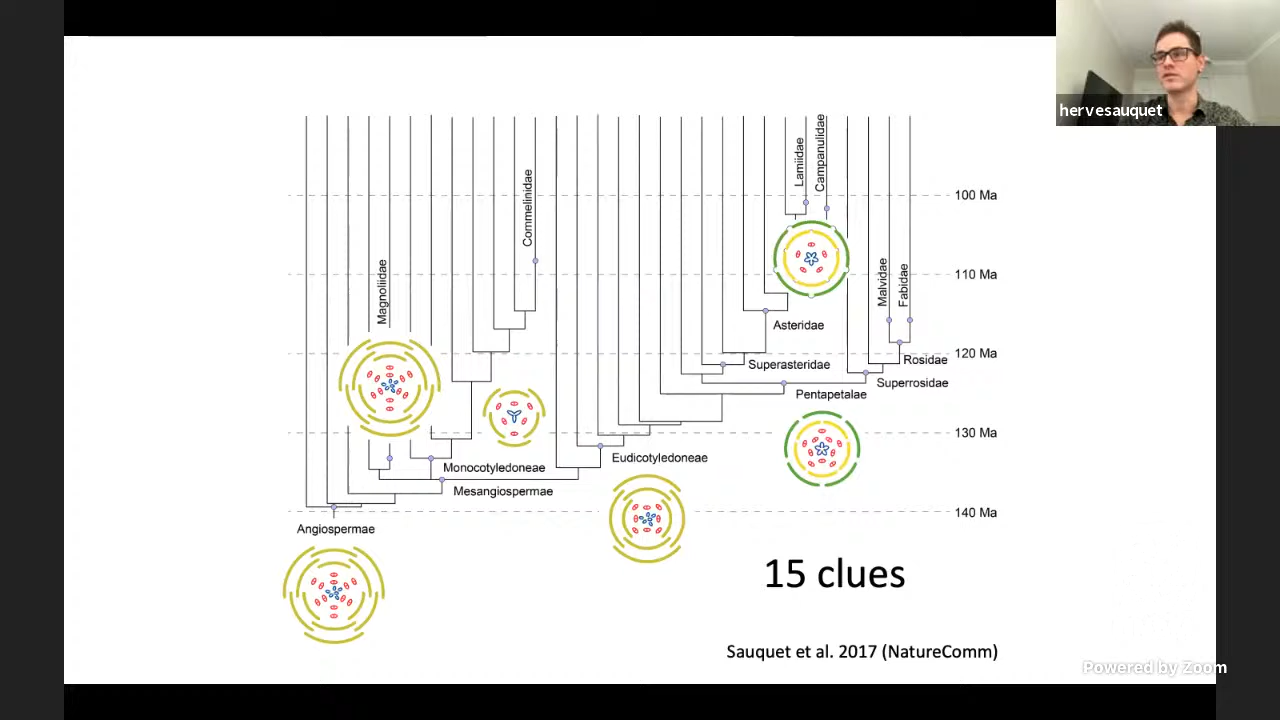 hervesauquet
Lamiidae
Campanulidae
Commelinidae
100 Ma
Magnoliidae
Malvidae
Fabidae
110 Ma
Asteridae
120 Ma
Rosidae
Superasteridae
Superrosidae
Pentapetalae
130 Ma
Eudicotyledoneae
Monocotyledoneae
Mesangiospermae
140 Ma
Angiospermae
15 clues
Sauquet et al. 2017 (NatureComm)
Powered by Zoom